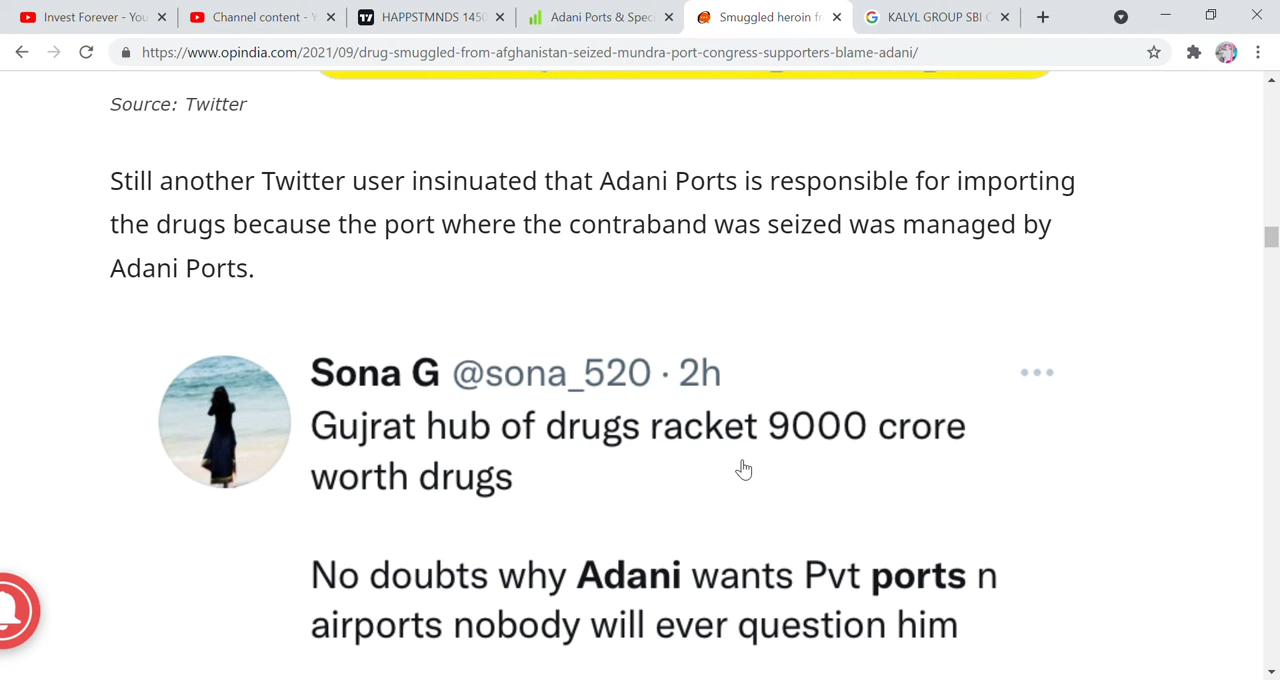 Invest Forever - You
Channel content - Y
HAPPSTMNDS 1450
Adani Ports & Speci
Smuggled heroin fr
KALYL GROUP SBI C
https://www.opindia.com/2021/09/drug-smuggled-from-afghanistan-seized-mundra-port-congress-supporters-blame-adani/
Source: Twitter
Still another Twitter user insinuated that Adani Ports is responsible for importing
the drugs because the port where the contraband was seized was managed by
Adani Ports.
Sona G @sona_520 · 2h
Gujrat hub of drugs racket 9000 crore
worth drugs
No doubts why Adani wants Pvt ports n
airports nobody will ever question him